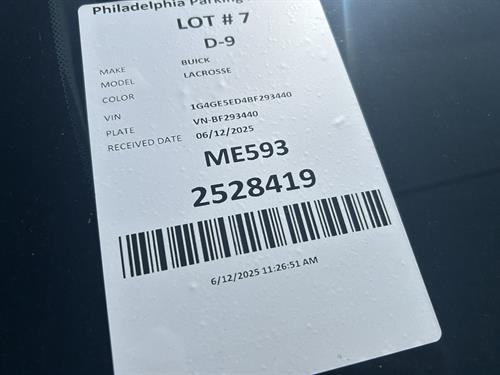 Philadelphia Parking
LOT # 7
D-9
MAKE BUICK
MODEL LACROSSE
COLOR
VIN 1G4GE5ED4BF293440
PLATE VN-BF293440
RECEIVED DATE 06/12/2025
ME593
2528419
6/12/2025 11:26:51 AM